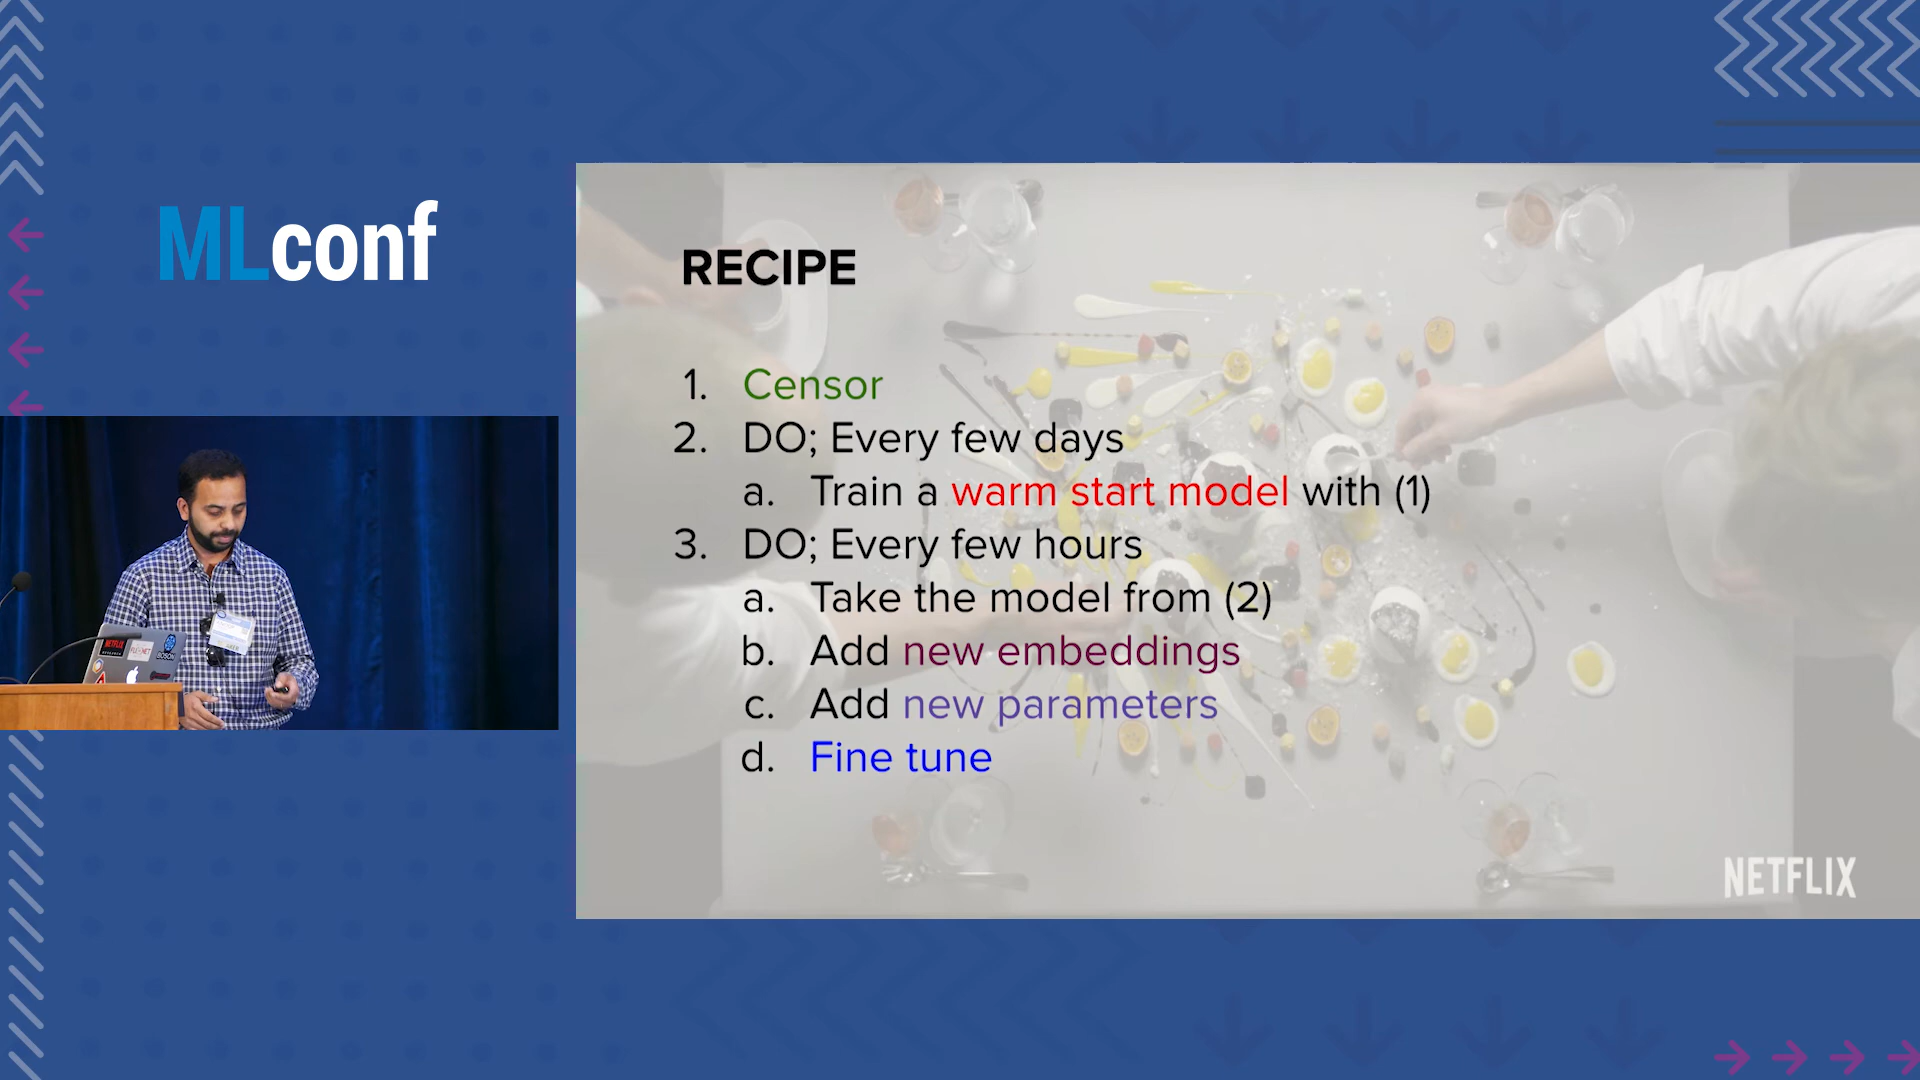 MLconf
RECIPE
1. Censor
2. DO; Every few days
a. Train a warm start model with (1)
3. DO; Every few hours
a. Take the model from (2)
b. Add new embeddings
c. Add new parameters
d. Fine tune
NETFLIX
NETFLIX